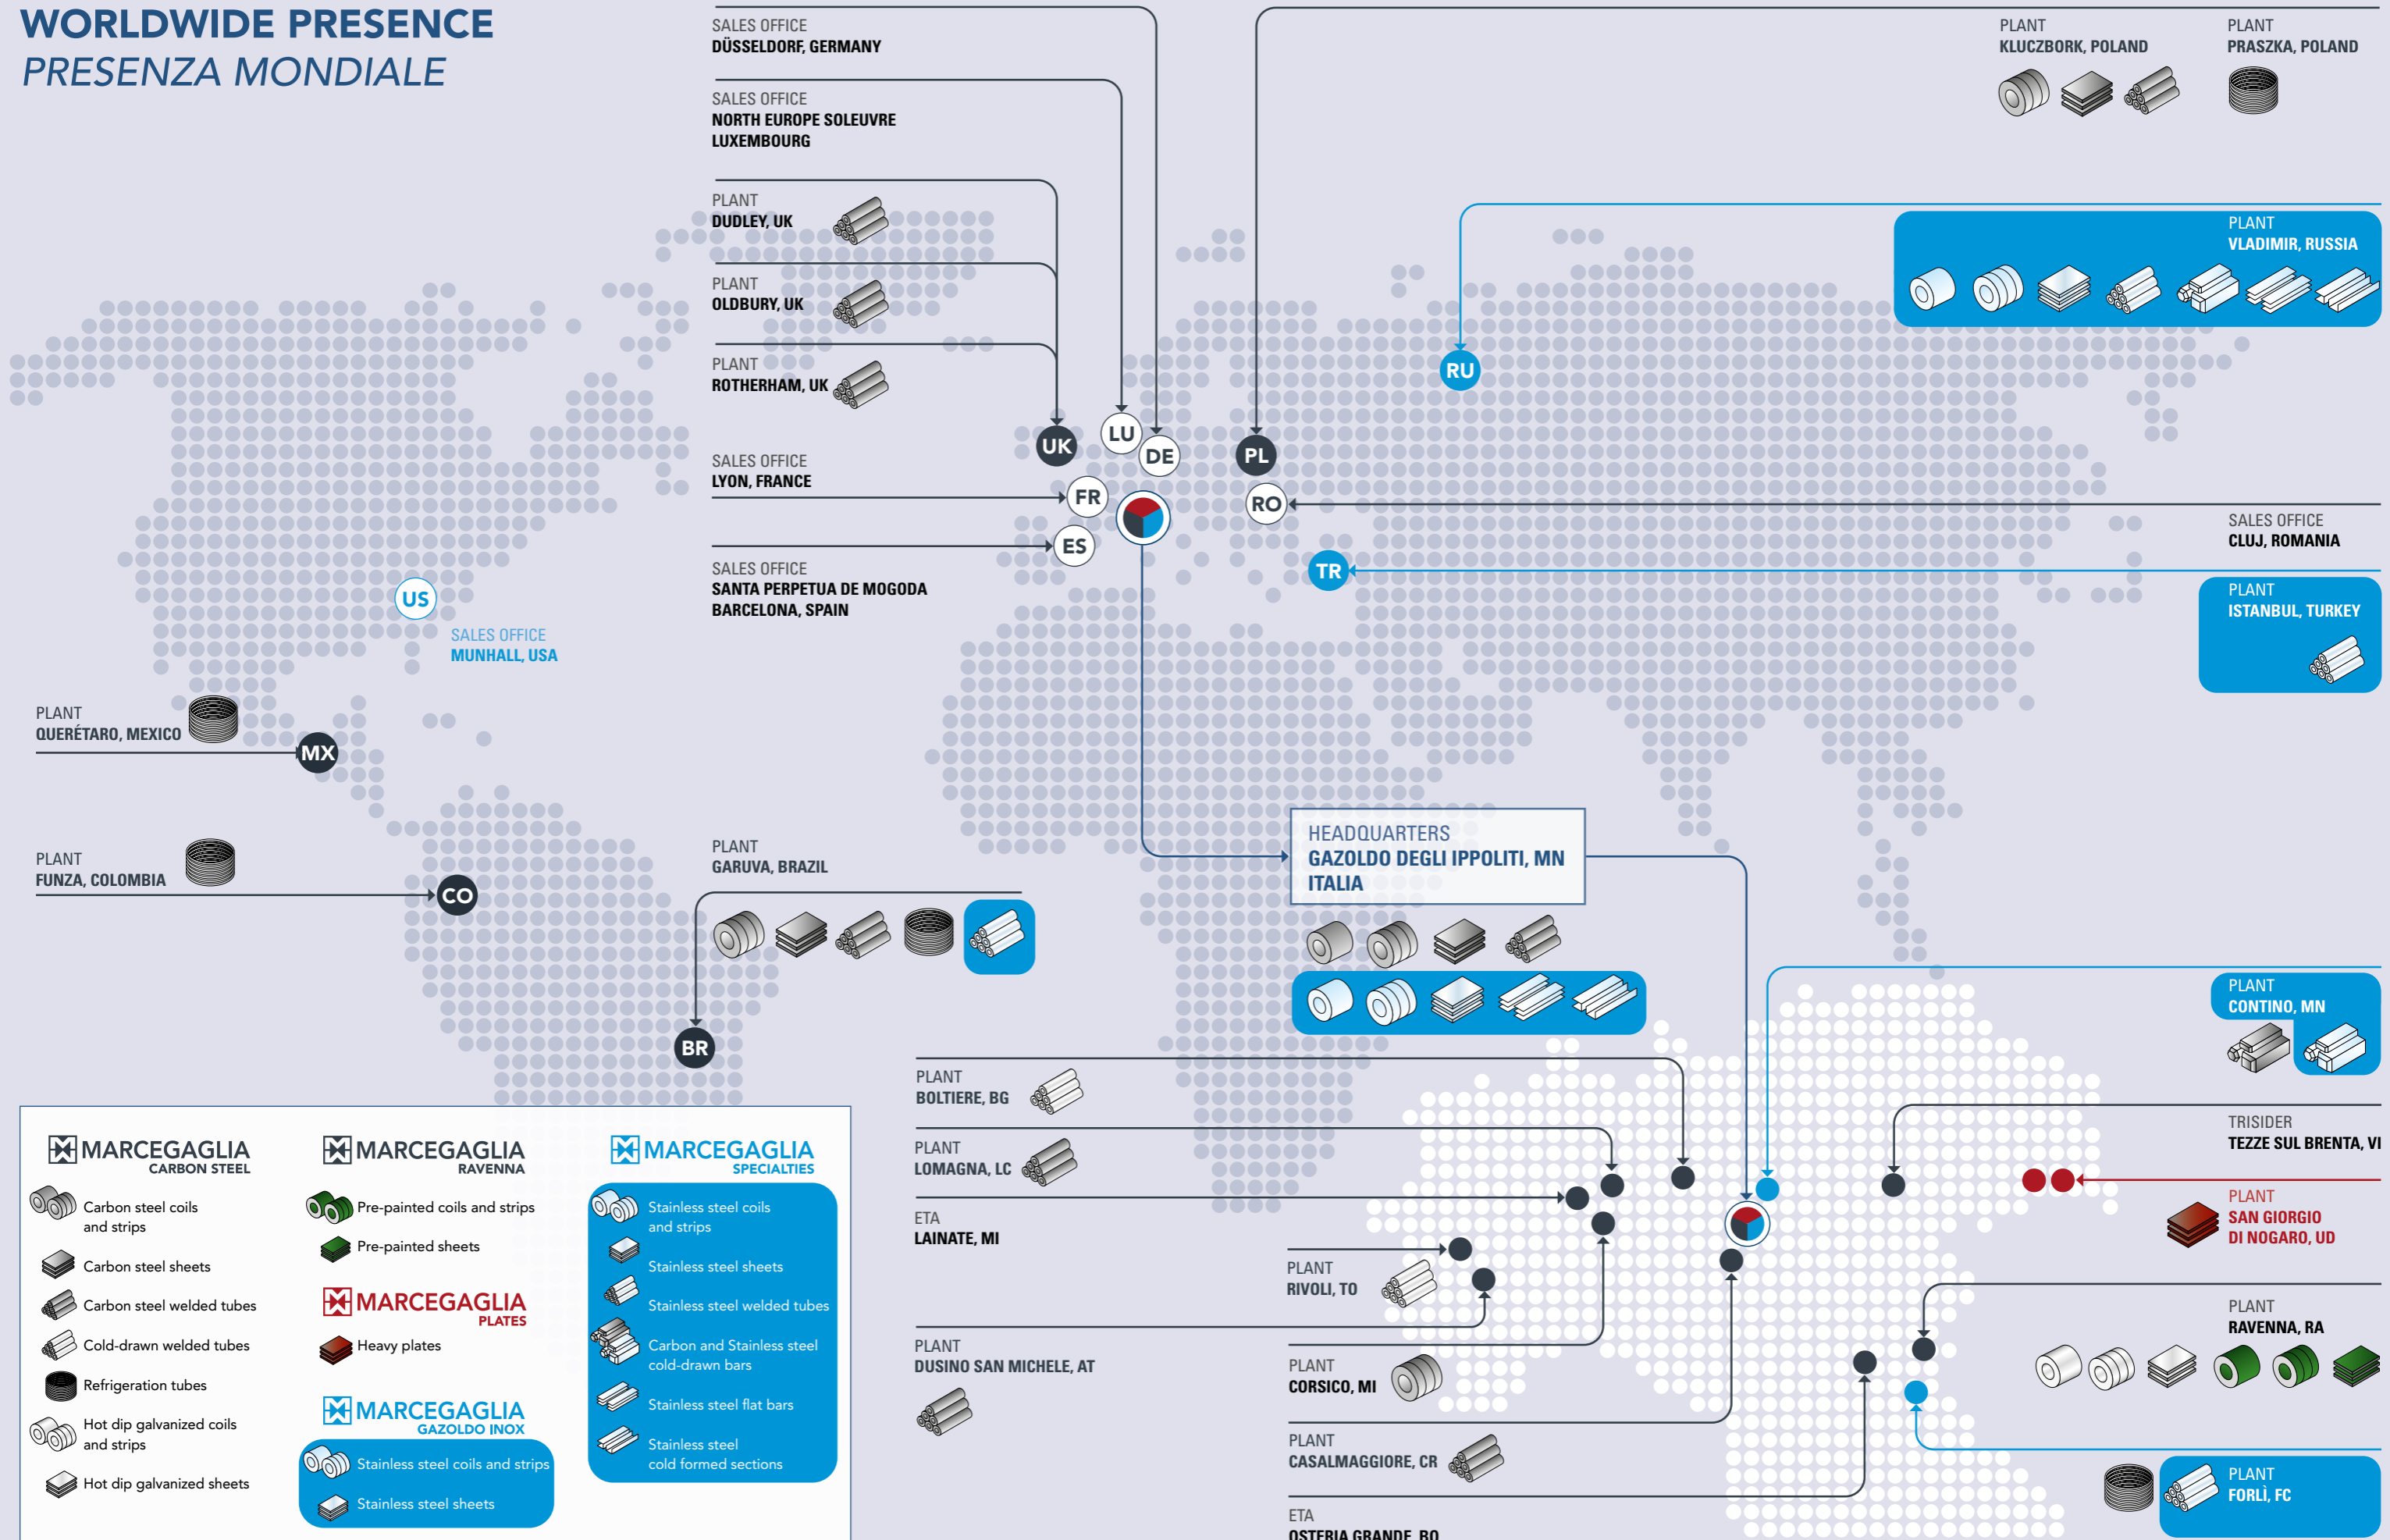 WORLDWIDE PRESENCE
PRESENZA MONDIALE
SALES OFFICE
DÜSSELDORF, GERMANY
SALES OFFICE
NORTH EUROPE SOLEUVRE
LUXEMBOURG
PLANT
DUDLEY, UK
PLANT
OLDBURY, UK
PLANT
ROTHERHAM, UK
SALES OFFICE
LYON, FRANCE
SALES OFFICE
SANTA PERPETUA DE MOGODA
BARCELONA, SPAIN
PLANT
KLUCZBORK, POLAND
PLANT
PRASZKA, POLAND
PLANT
VLADIMIR, RUSSIA
RU
UK
LU
DE
PL
FR
RO
ES
TR
US
SALES OFFICE
CLUJ, ROMANIA
PLANT
ISTANBUL, TURKEY
SALES OFFICE
MUNHALL, USA
PLANT
QUERÉTARO, MEXICO
MX
PLANT
FUNZA, COLOMBIA
CO
PLANT
GARUVA, BRAZIL
BR
HEADQUARTERS
GAZOLDO DEGLI IPPOLITI, MN
ITALIA
PLANT
CONTINO, MN
PLANT
BOLTIERE, BG
PLANT
LOMAGNA, LC
ETA
LAINATE, MI
PLANT
RIVOLI, TO
PLANT
DUSINO SAN MICHELE, AT
PLANT
CORSICO, MI
PLANT
CASALMAGGIORE, CR
ETA
OSTERIA GRANDE, BO
TRISIDER
TEZZE SUL BRENTA, VI
PLANT
SAN GIORGIO
DI NOGARO, UD
PLANT
RAVENNA, RA
PLANT
FORLÌ, FC
MARCEGAGLIA
CARBON STEEL
Carbon steel coils
and strips
Carbon steel sheets
Carbon steel welded tubes
Cold-drawn welded tubes
Refrigeration tubes
Hot dip galvanized coils
and strips
Hot dip galvanized sheets
MARCEGAGLIA
RAVENNA
Pre-painted coils and strips
Pre-painted sheets
MARCEGAGLIA
PLATES
Heavy plates
MARCEGAGLIA
GAZOLDO INOX
Stainless steel coils and strips
Stainless steel sheets
MARCEGAGLIA
SPECIALTIES
Stainless steel coils
and strips
Stainless steel sheets
Stainless steel welded tubes
Carbon and Stainless steel
cold-drawn bars
Stainless steel flat bars
Stainless steel
cold formed sections